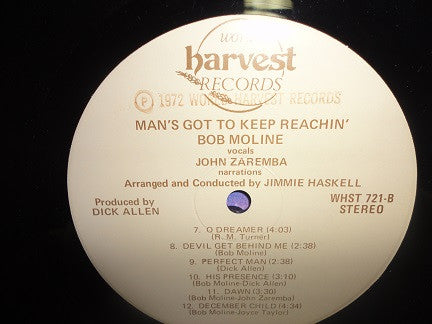 WORLD
harvest
RECORDS
Ⓟ 1972 WORLD HARVEST RECORDS
MAN'S GOT TO KEEP REACHIN'
BOB MOLINE
vocals
JOHN ZAREMBA
narrations
Arranged and Conducted by JIMMIE HASKELL
Produced by
DICK ALLEN
WHST 721-B
STEREO
7. O DREAMER (4:03)
(R. M. Turner)
8. DEVIL GET BEHIND ME (2:38)
(Bob Moline)
9. PERFECT MAN (2:38)
(Dick Allen)
10. HIS PRESENCE (3:10)
(Bob Moline-Dick Allen)
11. DAWN (3:30)
(Bob Moline-John Zaremba)
12. DECEMBER CHILD (4:34)
(Bob Moline-Joyce Taylor)